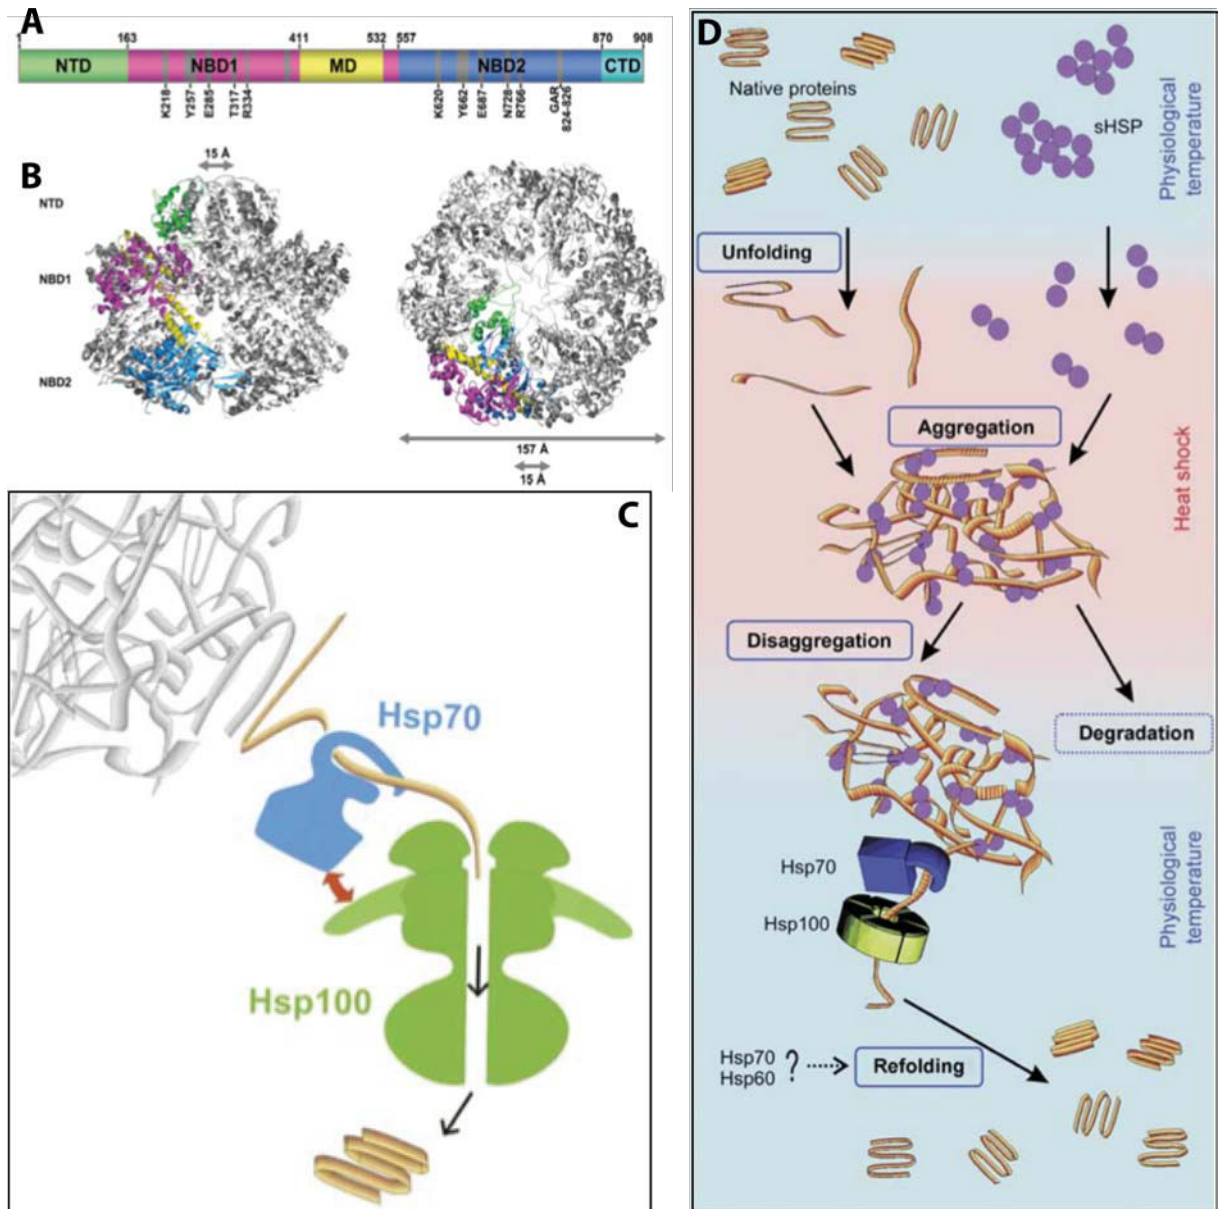 A
1 163 411 532 557 870 908
NTD NBD1 MD NBD2 CTD
K218 Y257 E285 T317 R334 K620 Y662 E687 N728 R766 GAR
824-826
B
15 Å
NTD
NBD1
NBD2
157 Å
15 Å
C
Hsp70
Hsp100
D
Native proteins
sHSP
Physiological
temperature
Unfolding
Aggregation
Heat shock
Disaggregation
Degradation
Hsp70
Hsp100
Physiological
temperature
Hsp70
Hsp60
?
Refolding